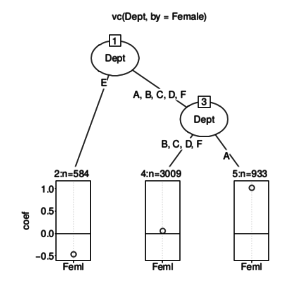 vc(Dept, by = Female)
1
Dept
E
A, B, C, D, F
3
Dept
B, C, D, F
A
2:n=584
4:n=3009
5:n=933
coef
1.0
0.5
0.0
−0.5
Feml
Feml
Feml